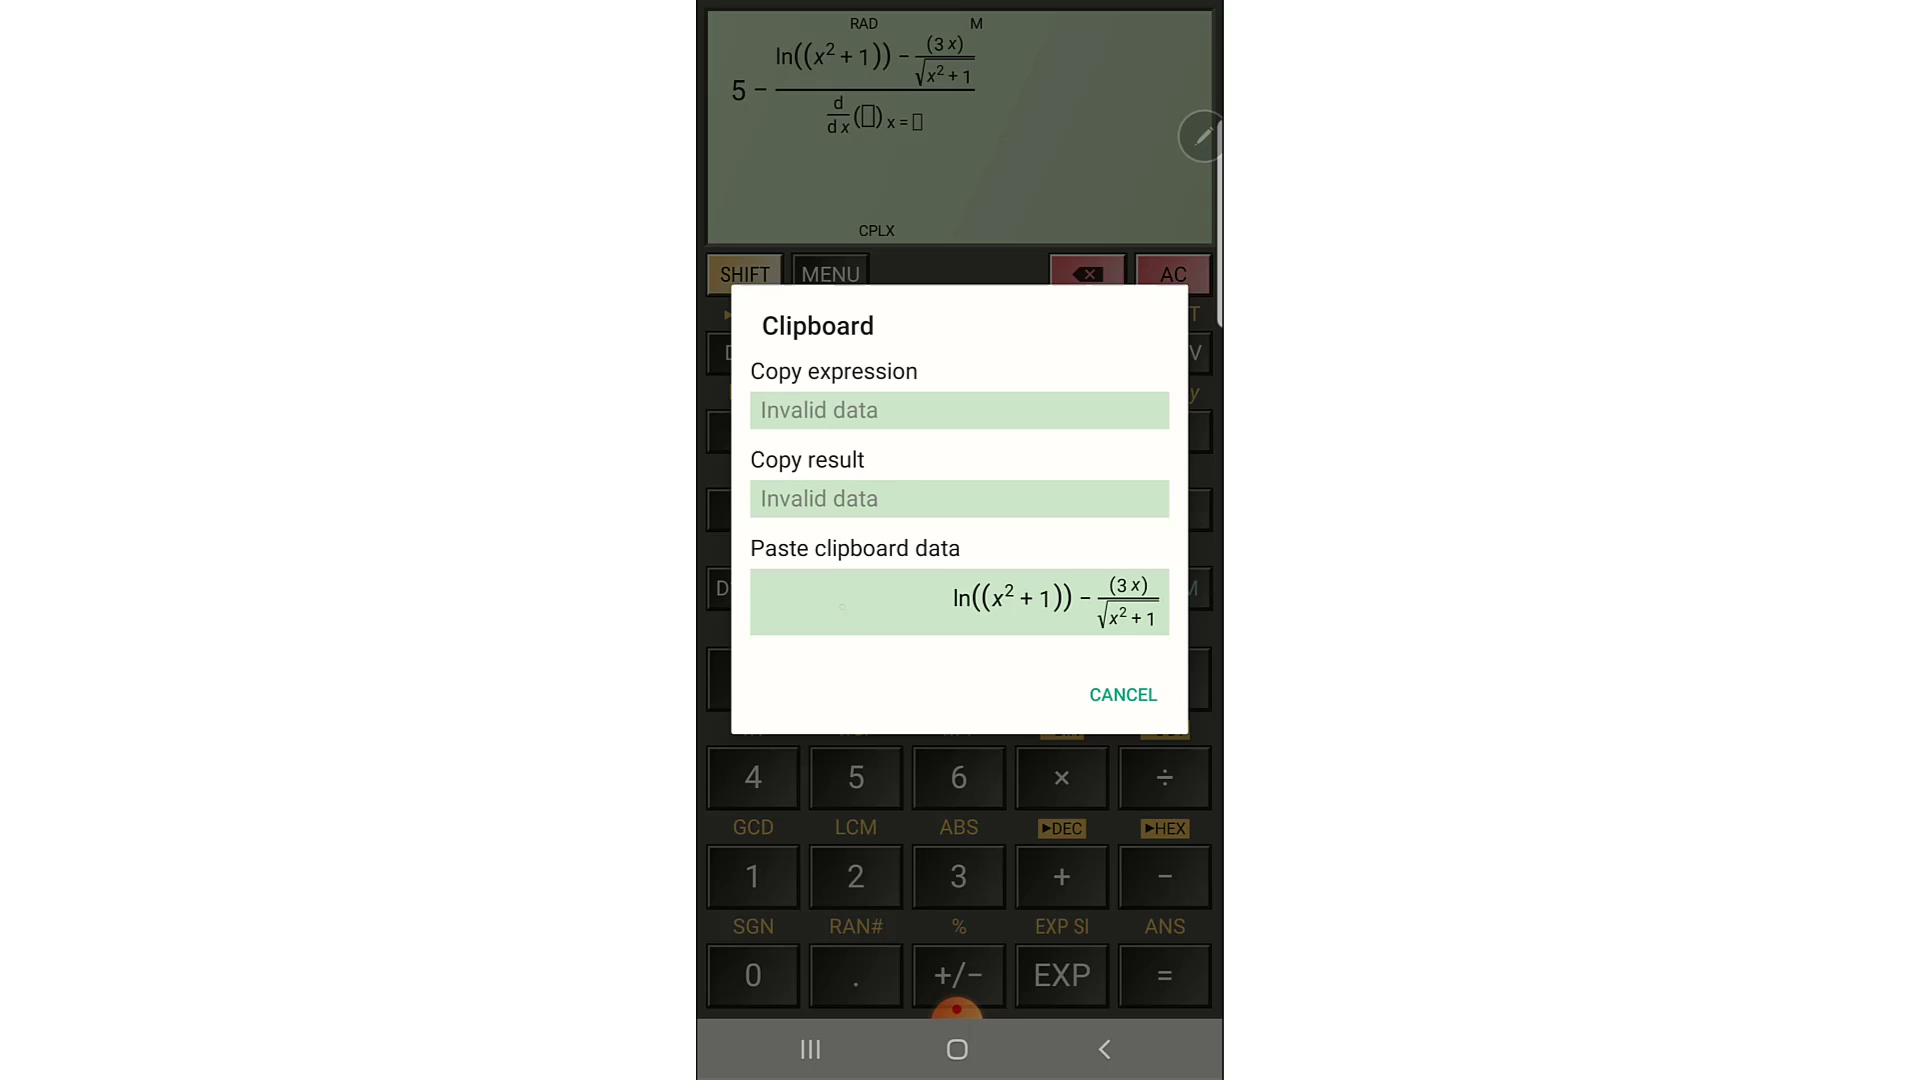 RAD M
5 − (ln((x² + 1)) − (3x)/√(x² + 1)) / (d/dx(▯) x = ▯)
CPLX
SHIFT MENU AC
T
D V
y
Clipboard
Copy expression
Invalid data
Copy result
Invalid data
Paste clipboard data
ln((x² + 1)) − (3x)/√(x² + 1)
CANCEL
D M
4 5 6 × ÷
GCD LCM ABS ▸DEC ▸HEX
1 2 3 + −
SGN RAN# % EXP SI ANS
0 . +/− EXP =